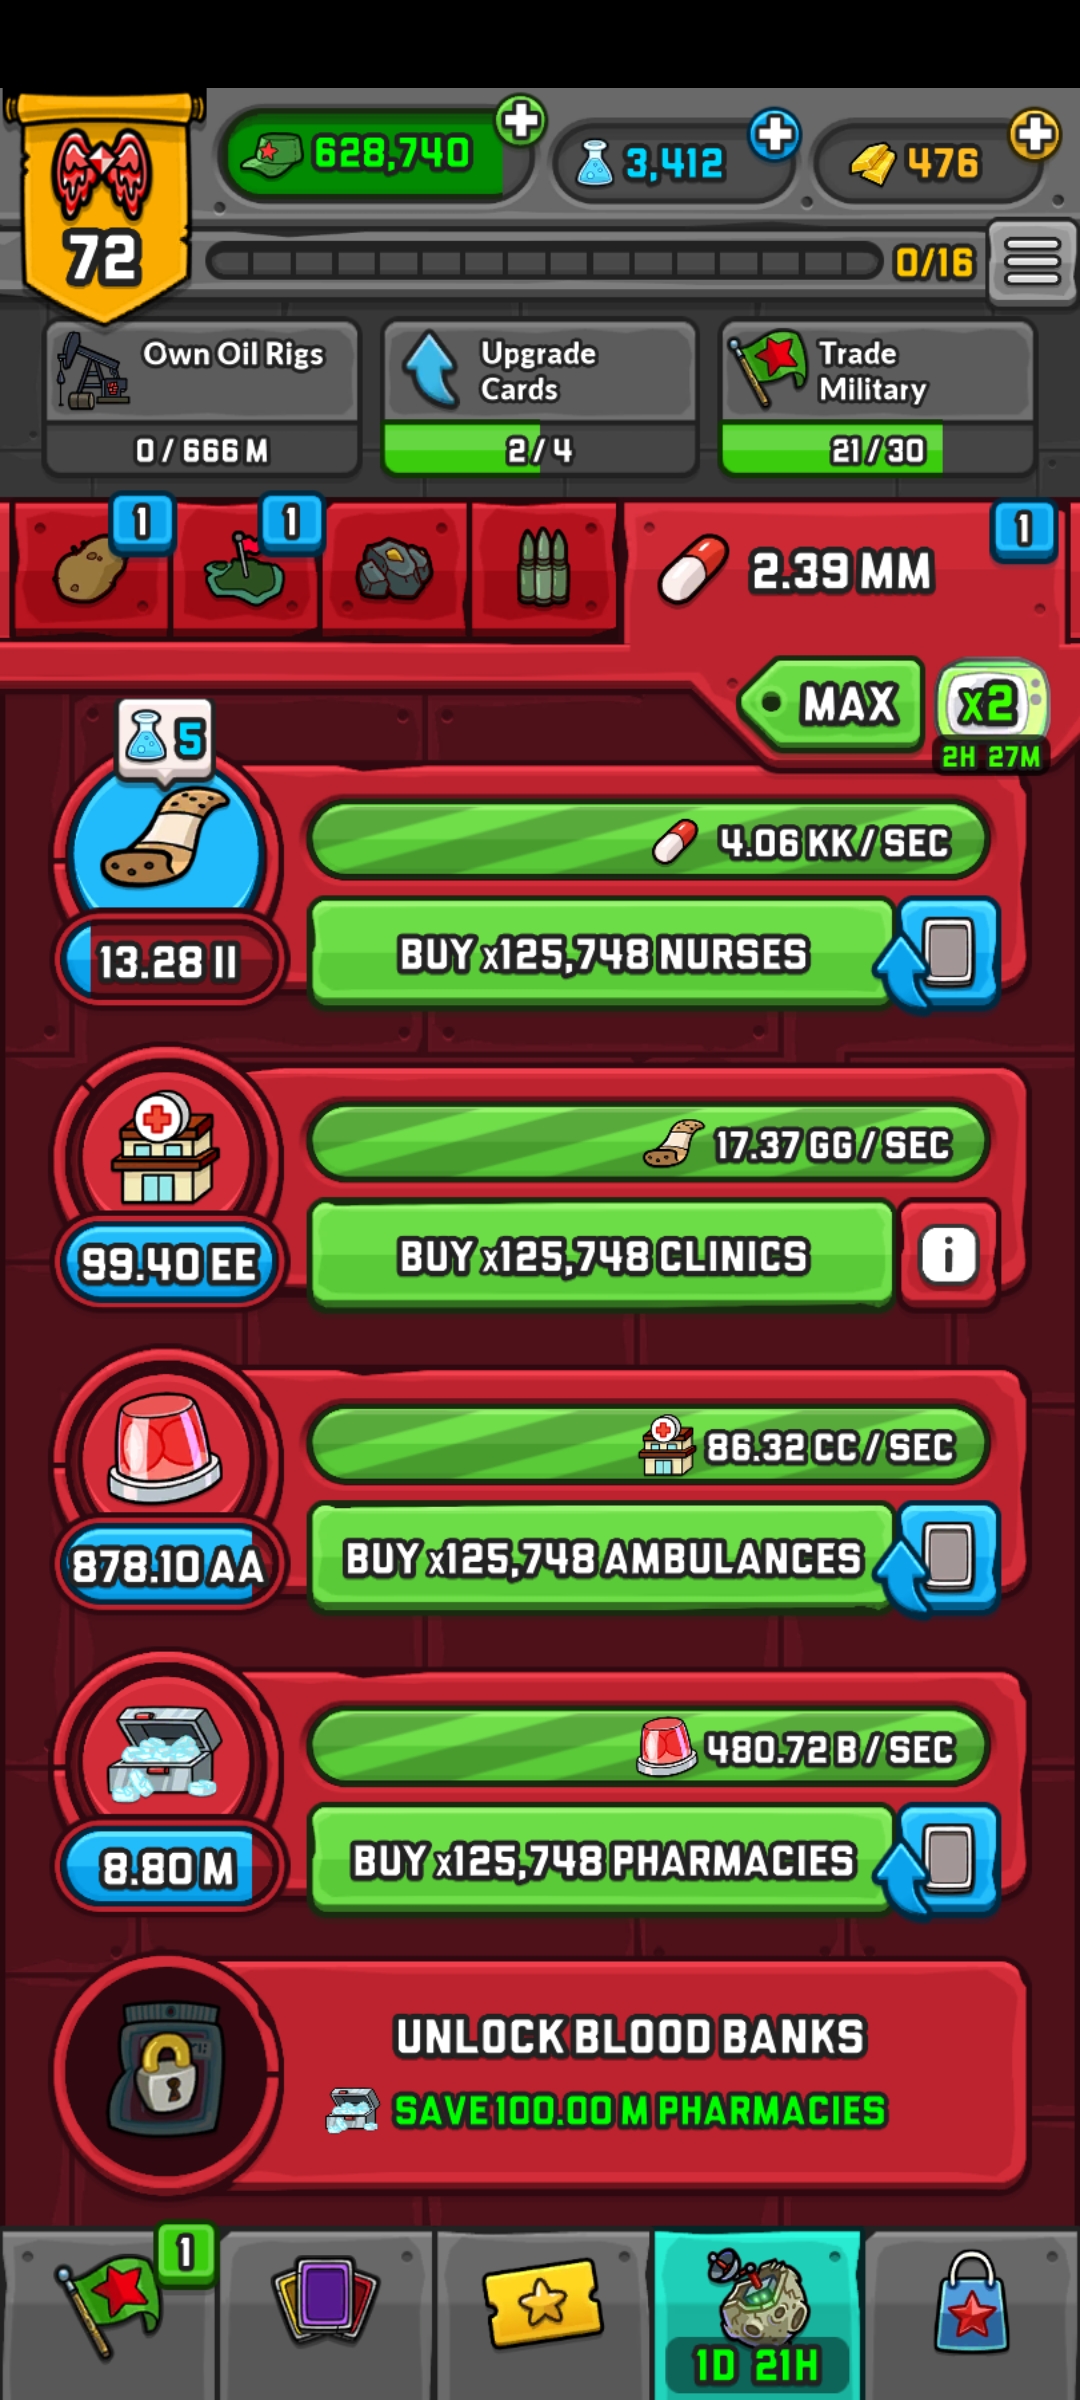 628,740
3,412
476
72
0/16
Own Oil Rigs
0 / 666 M
Upgrade
Cards
2 / 4
Trade
Military
21 / 30
1
1
2.39 MM
1
MAX
x2
2H 27M
5
4.06 KK / SEC
13.28 II
BUY x125,748 NURSES
17.37 GG / SEC
99.40 EE
BUY x125,748 CLINICS
i
86.32 CC / SEC
878.10 AA
BUY x125,748 AMBULANCES
480.72 B / SEC
8.80 M
BUY x125,748 PHARMACIES
UNLOCK BLOOD BANKS
SAVE 100.00 M PHARMACIES
1
1D 21H